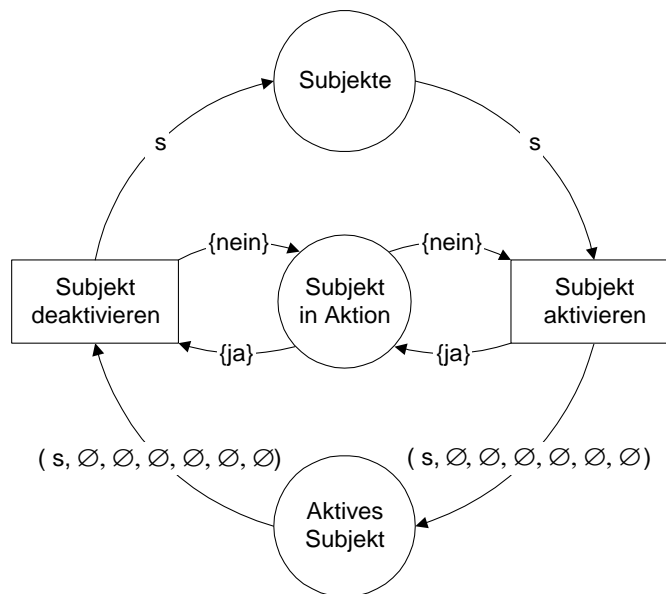 Subjekte
s
s
{nein}
{nein}
Subjekt
deaktivieren
Subjekt
in Aktion
Subjekt
aktivieren
{ja}
{ja}
( s, ∅, ∅, ∅, ∅, ∅, ∅)
( s, ∅, ∅, ∅, ∅, ∅, ∅)
Aktives
Subjekt